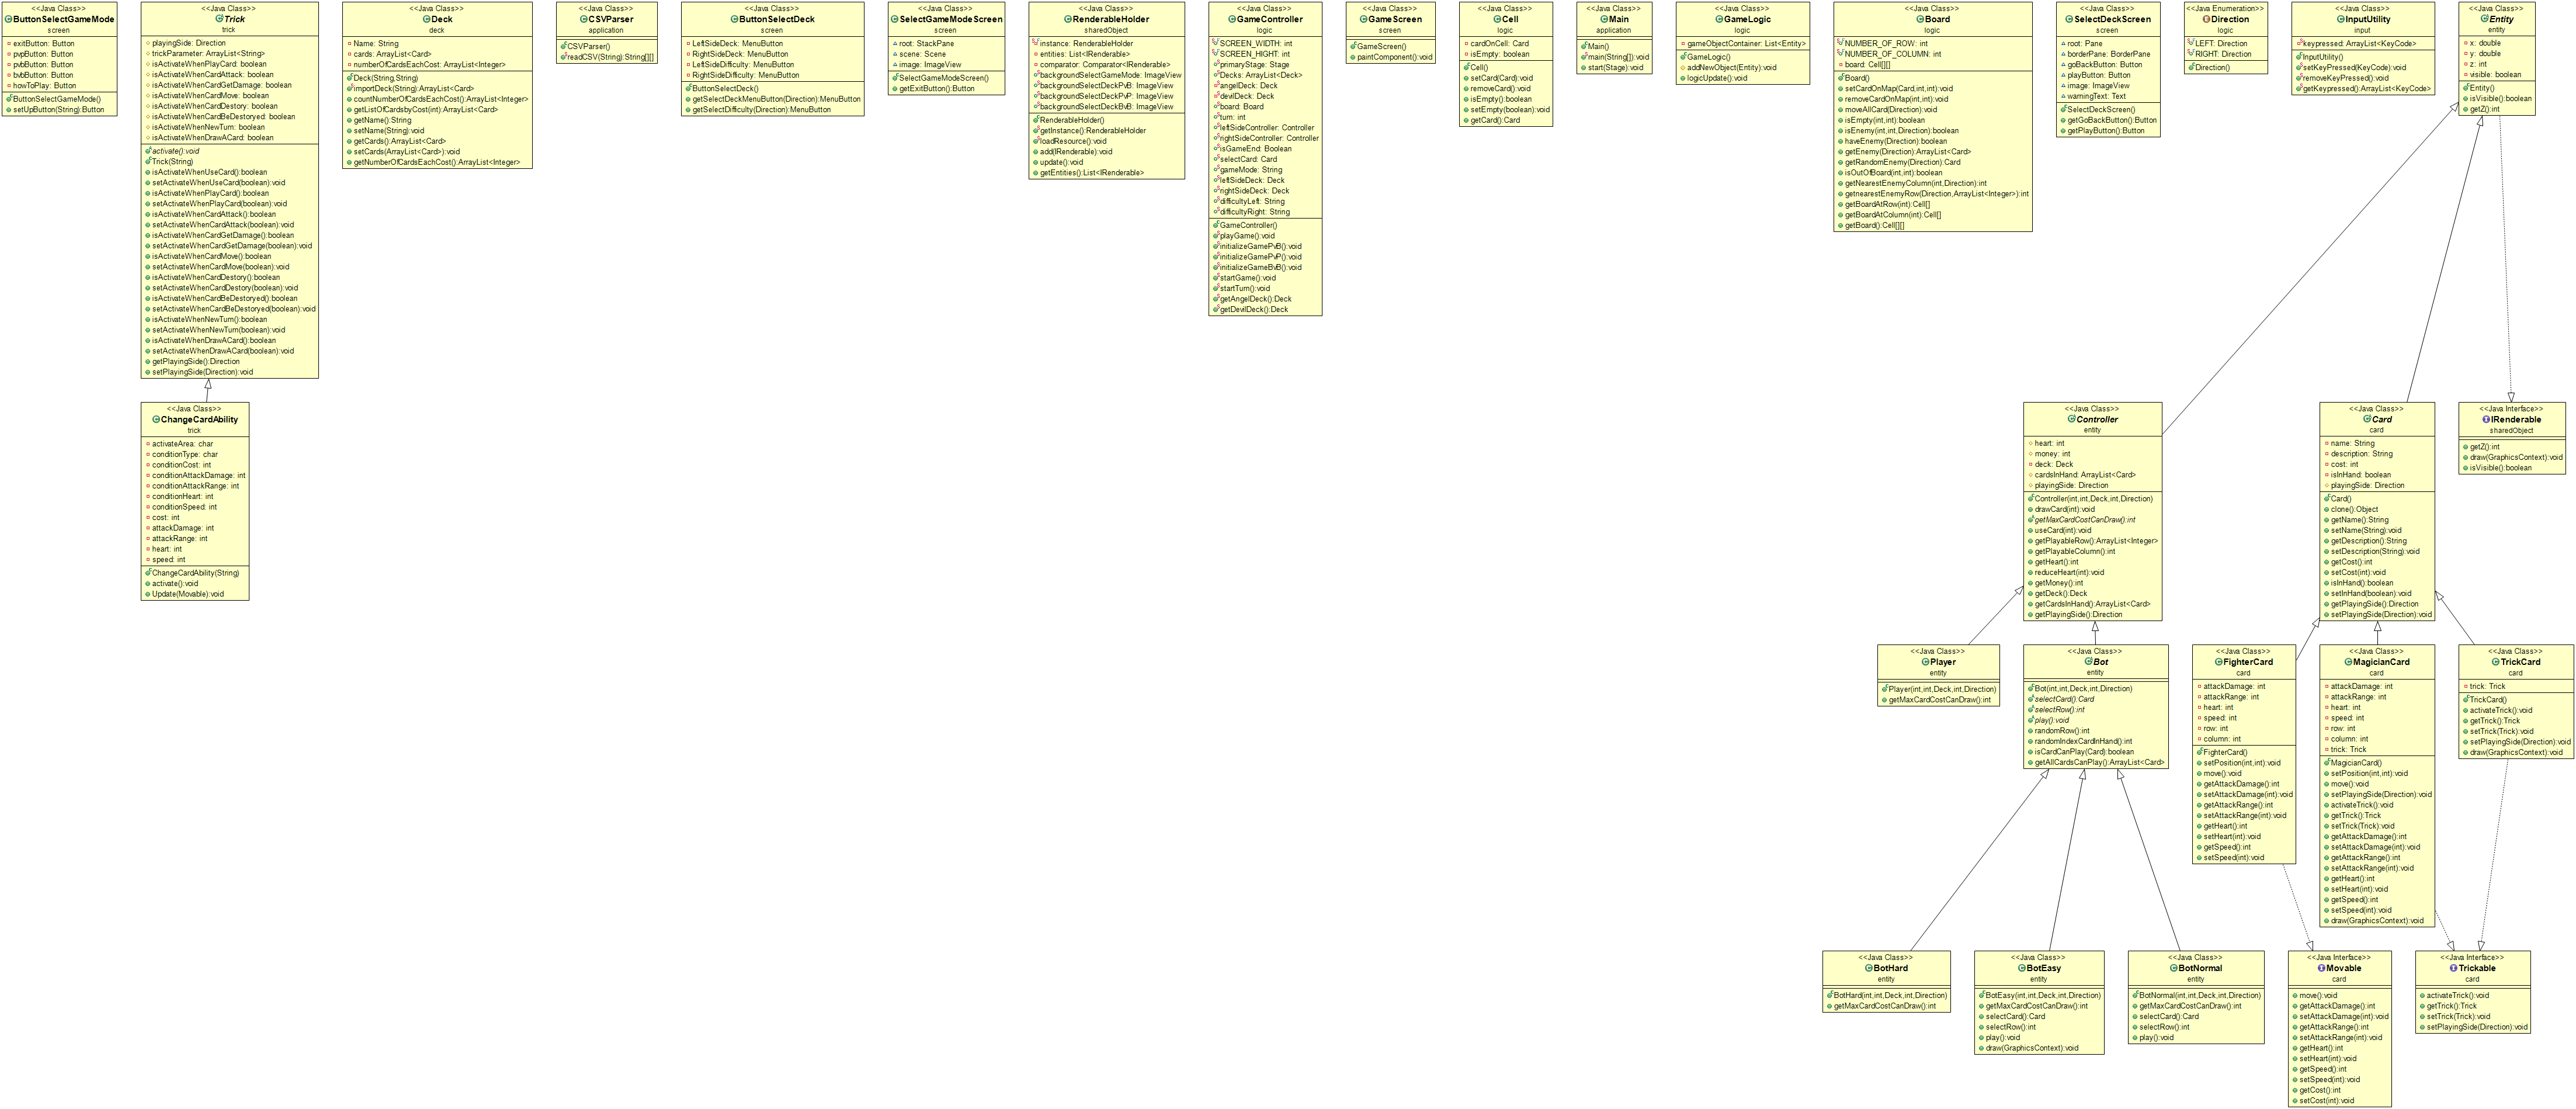 <<Java Class>>
ButtonSelectGameMode
screen
exitButton: Button
pvpButton: Button
pvbButton: Button
bvbButton: Button
howToPlay: Button
ButtonSelectGameMode()
setUpButton(String):Button
<<Java Class>>
Trick
trick
playingSide: Direction
trickParameter: ArrayList<String>
isActivateWhenPlayCard: boolean
isActivateWhenCardAttack: boolean
isActivateWhenCardGetDamage: boolean
isActivateWhenCardMove: boolean
isActivateWhenCardDestory: boolean
isActivateWhenCardBeDestoryed: boolean
isActivateWhenNewTurn: boolean
isActivateWhenDrawACard: boolean
activate():void
Trick(String)
isActivateWhenUseCard():boolean
setActivateWhenUseCard(boolean):void
isActivateWhenPlayCard():boolean
setActivateWhenPlayCard(boolean):void
isActivateWhenCardAttack():boolean
setActivateWhenCardAttack(boolean):void
isActivateWhenCardGetDamage():boolean
setActivateWhenCardGetDamage(boolean):void
isActivateWhenCardMove():boolean
setActivateWhenCardMove(boolean):void
isActivateWhenCardDestory():boolean
setActivateWhenCardDestory(boolean):void
isActivateWhenCardBeDestoryed():boolean
setActivateWhenCardBeDestoryed(boolean):void
isActivateWhenNewTurn():boolean
setActivateWhenNewTurn(boolean):void
isActivateWhenDrawACard():boolean
setActivateWhenDrawACard(boolean):void
getPlayingSide():Direction
setPlayingSide(Direction):void
<<Java Class>>
Deck
deck
Name: String
cards: ArrayList<Card>
numberOfCardsEachCost: ArrayList<Integer>
Deck(String,String)
importDeck(String):ArrayList<Card>
countNumberOfCardsEachCost():ArrayList<Integer>
getListOfCardsbyCost(int):ArrayList<Card>
getName():String
setName(String):void
getCards():ArrayList<Card>
setCards(ArrayList<Card>):void
getNumberOfCardsEachCost():ArrayList<Integer>
<<Java Class>>
CSVParser
application
CSVParser()
readCSV(String):String[][]
<<Java Class>>
ButtonSelectDeck
screen
LeftSideDeck: MenuButton
RightSideDeck: MenuButton
LeftSideDifficulty: MenuButton
RightSideDifficulty: MenuButton
ButtonSelectDeck()
getSelectDeckMenuButton(Direction):MenuButton
getSelectDifficulty(Direction):MenuButton
<<Java Class>>
SelectGameModeScreen
screen
root: StackPane
scene: Scene
image: ImageView
SelectGameModeScreen()
getExitButton():Button
<<Java Class>>
RenderableHolder
sharedObject
instance: RenderableHolder
entities: List<IRenderable>
comparator: Comparator<IRenderable>
backgroundSelectGameMode: ImageView
backgroundSelectDeckPvB: ImageView
backgroundSelectDeckPvP: ImageView
backgroundSelectDeckBvB: ImageView
RenderableHolder()
getInstance():RenderableHolder
loadResource():void
add(IRenderable):void
update():void
getEntities():List<IRenderable>
<<Java Class>>
GameController
logic
SCREEN_WIDTH: int
SCREEN_HIGHT: int
primaryStage: Stage
Decks: ArrayList<Deck>
angelDeck: Deck
devilDeck: Deck
board: Board
turn: int
leftSideController: Controller
rightSideController: Controller
isGameEnd: Boolean
selectCard: Card
gameMode: String
leftSideDeck: Deck
rightSideDeck: Deck
difficultyLeft: String
difficultyRight: String
GameController()
playGame():void
initializeGamePvB():void
initializeGamePvP():void
initializeGameBvB():void
startGame():void
startTurn():void
getAngelDeck():Deck
getDevilDeck():Deck
<<Java Class>>
GameScreen
screen
GameScreen()
paintComponent():void
<<Java Class>>
Cell
logic
cardOnCell: Card
isEmpty: boolean
Cell()
setCard(Card):void
removeCard():void
isEmpty():boolean
setEmpty(boolean):void
getCard():Card
<<Java Class>>
Main
application
Main()
main(String[]):void
start(Stage):void
<<Java Class>>
GameLogic
logic
gameObjectContainer: List<Entity>
GameLogic()
addNewObject(Entity):void
logicUpdate():void
<<Java Class>>
Board
logic
NUMBER_OF_ROW: int
NUMBER_OF_COLUMN: int
board: Cell[][]
Board()
setCardOnMap(Card,int,int):void
removeCardOnMap(int,int):void
moveAllCard(Direction):void
isEmpty(int,int):boolean
isEnemy(int,int,Direction):boolean
haveEnemy(Direction):boolean
getEnemy(Direction):ArrayList<Card>
getRandomEnemy(Direction):Card
isOutOfBoard(int,int):boolean
getNearestEnemyColumn(int,Direction):int
getnearestEnemyRow(Direction,ArrayList<Integer>):int
getBoardAtRow(int):Cell[]
getBoardAtColumn(int):Cell[]
getBoard():Cell[][]
<<Java Class>>
SelectDeckScreen
screen
root: Pane
borderPane: BorderPane
goBackButton: Button
playButton: Button
image: ImageView
warningText: Text
SelectDeckScreen()
getGoBackButton():Button
getPlayButton():Button
<<Java Enumeration>>
Direction
logic
LEFT: Direction
RIGHT: Direction
Direction()
<<Java Class>>
InputUtility
input
keypressed: ArrayList<KeyCode>
InputUtility()
setKeyPressed(KeyCode):void
removeKeyPressed():void
getKeypressed():ArrayList<KeyCode>
<<Java Class>>
Entity
entity
x: double
y: double
z: int
visible: boolean
Entity()
isVisible():boolean
getZ():int
<<Java Class>>
ChangeCardAbility
trick
activateArea: char
conditionType: char
conditionCost: int
conditionAttackDamage: int
conditionAttackRange: int
conditionHeart: int
conditionSpeed: int
cost: int
attackDamage: int
attackRange: int
heart: int
speed: int
ChangeCardAbility(String)
activate():void
Update(Movable):void
<<Java Class>>
Controller
entity
heart: int
money: int
deck: Deck
cardsInHand: ArrayList<Card>
playingSide: Direction
Controller(int,int,Deck,int,Direction)
drawCard(int):void
getMaxCardCostCanDraw():int
useCard(int):void
getPlayableRow():ArrayList<Integer>
getPlayableColumn():int
getHeart():int
reduceHeart(int):void
getMoney():int
getDeck():Deck
getCardsInHand():ArrayList<Card>
getPlayingSide():Direction
<<Java Class>>
Card
card
name: String
description: String
cost: int
isInHand: boolean
playingSide: Direction
Card()
clone():Object
getName():String
setName(String):void
getDescription():String
setDescription(String):void
getCost():int
setCost(int):void
isInHand():boolean
setInHand(boolean):void
getPlayingSide():Direction
setPlayingSide(Direction):void
<<Java Interface>>
IRenderable
sharedObject
getZ():int
draw(GraphicsContext):void
isVisible():boolean
<<Java Class>>
Player
entity
Player(int,int,Deck,int,Direction)
getMaxCardCostCanDraw():int
<<Java Class>>
Bot
entity
Bot(int,int,Deck,int,Direction)
selectCard():Card
selectRow():int
play():void
randomRow():int
randomIndexCardInHand():int
isCardCanPlay(Card):boolean
getAllCardsCanPlay():ArrayList<Card>
<<Java Class>>
FighterCard
card
attackDamage: int
attackRange: int
heart: int
speed: int
row: int
column: int
FighterCard()
setPosition(int,int):void
move():void
getAttackDamage():int
setAttackDamage(int):void
getAttackRange():int
setAttackRange(int):void
getHeart():int
setHeart(int):void
getSpeed():int
setSpeed(int):void
<<Java Class>>
MagicianCard
card
attackDamage: int
attackRange: int
heart: int
speed: int
row: int
column: int
trick: Trick
MagicianCard()
setPosition(int,int):void
move():void
setPlayingSide(Direction):void
activateTrick():void
getTrick():Trick
setTrick(Trick):void
getAttackDamage():int
setAttackDamage(int):void
getAttackRange():int
setAttackRange(int):void
getHeart():int
setHeart(int):void
getSpeed():int
setSpeed(int):void
draw(GraphicsContext):void
<<Java Class>>
TrickCard
card
trick: Trick
TrickCard()
activateTrick():void
getTrick():Trick
setTrick(Trick):void
setPlayingSide(Direction):void
draw(GraphicsContext):void
<<Java Class>>
BotHard
entity
BotHard(int,int,Deck,int,Direction)
getMaxCardCostCanDraw():int
<<Java Class>>
BotEasy
entity
BotEasy(int,int,Deck,int,Direction)
getMaxCardCostCanDraw():int
selectCard():Card
selectRow():int
play():void
draw(GraphicsContext):void
<<Java Class>>
BotNormal
entity
BotNormal(int,int,Deck,int,Direction)
getMaxCardCostCanDraw():int
selectCard():Card
selectRow():int
play():void
<<Java Interface>>
Movable
card
move():void
getAttackDamage():int
setAttackDamage(int):void
getAttackRange():int
setAttackRange(int):void
getHeart():int
setHeart(int):void
getSpeed():int
setSpeed(int):void
getCost():int
setCost(int):void
<<Java Interface>>
Trickable
card
activateTrick():void
getTrick():Trick
setTrick(Trick):void
setPlayingSide(Direction):void